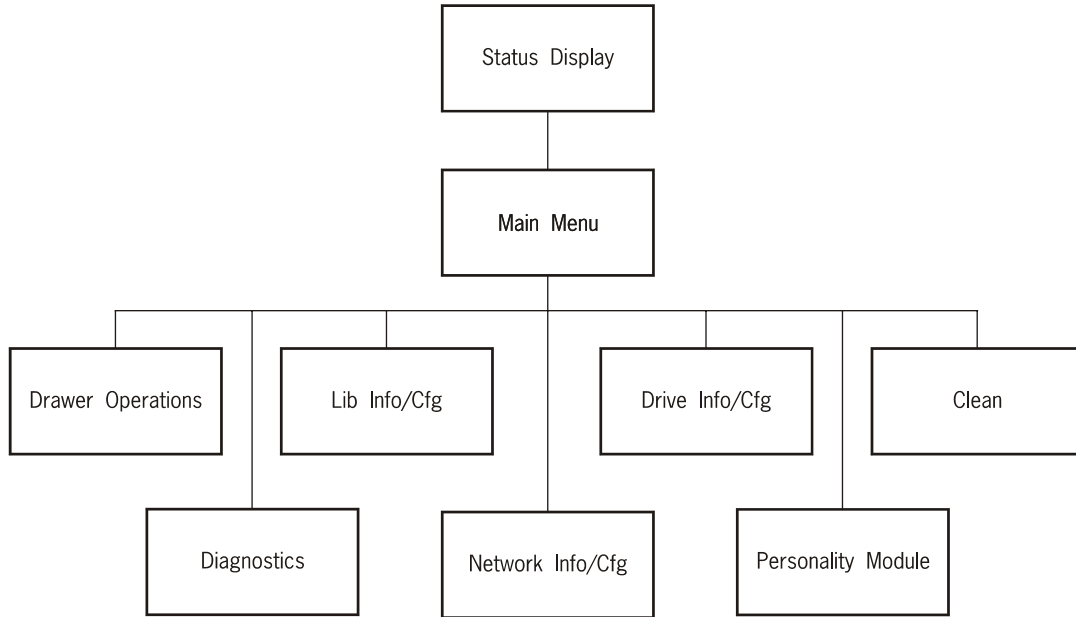 Status Display
Main Menu
Drawer Operations
Lib Info/Cfg
Drive Info/Cfg
Clean
Diagnostics
Network Info/Cfg
Personality Module